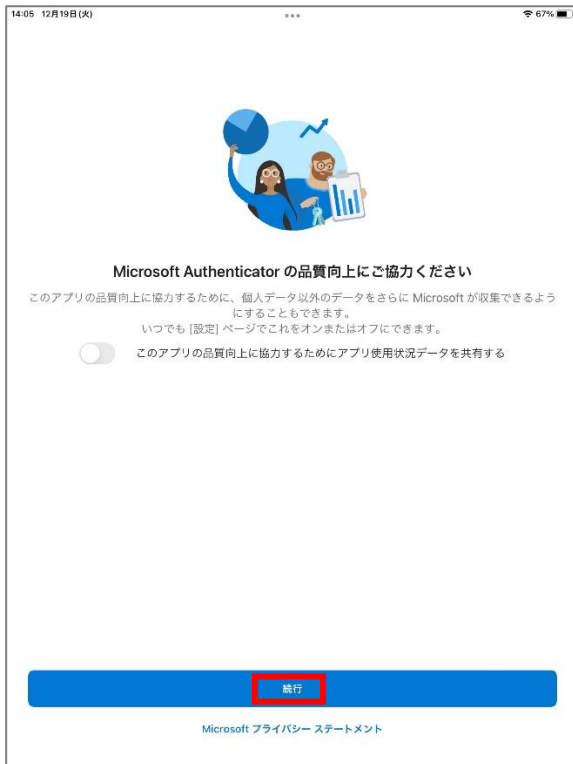 14:05 12月19日(火)
67%
Microsoft Authenticator の品質向上にご協力ください
このアプリの品質向上に協力するために、個人データ以外のデータをさらに Microsoft が収集できるよう
にすることもできます。
いつでも [設定] ページでこれをオンまたはオフにできます。
このアプリの品質向上に協力するためにアプリ使用状況データを共有する
続行
Microsoft プライバシー ステートメント